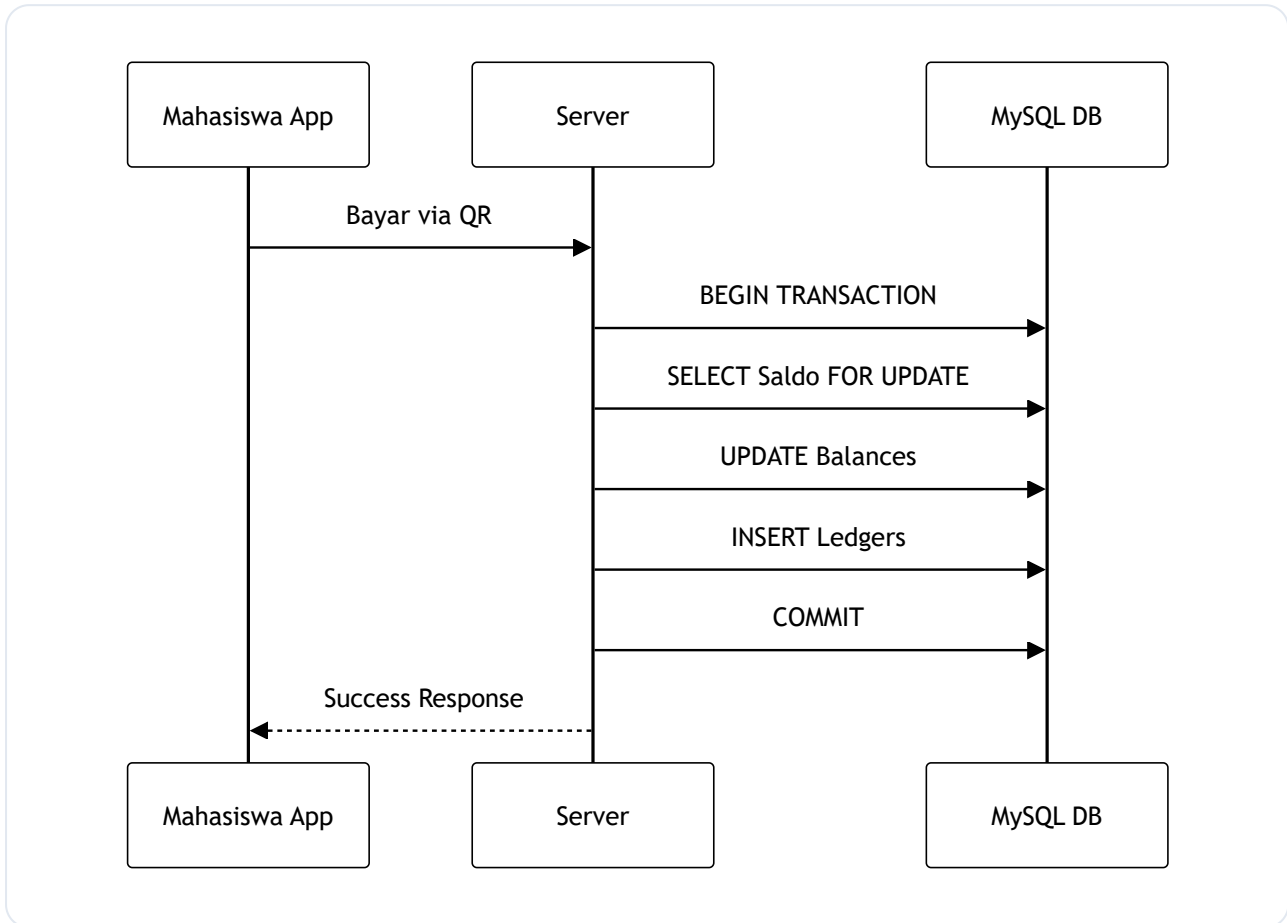 Mahasiswa App
Server
MySQL DB
Bayar via QR
BEGIN TRANSACTION
SELECT Saldo FOR UPDATE
UPDATE Balances
INSERT Ledgers
COMMIT
Success Response
Mahasiswa App
Server
MySQL DB